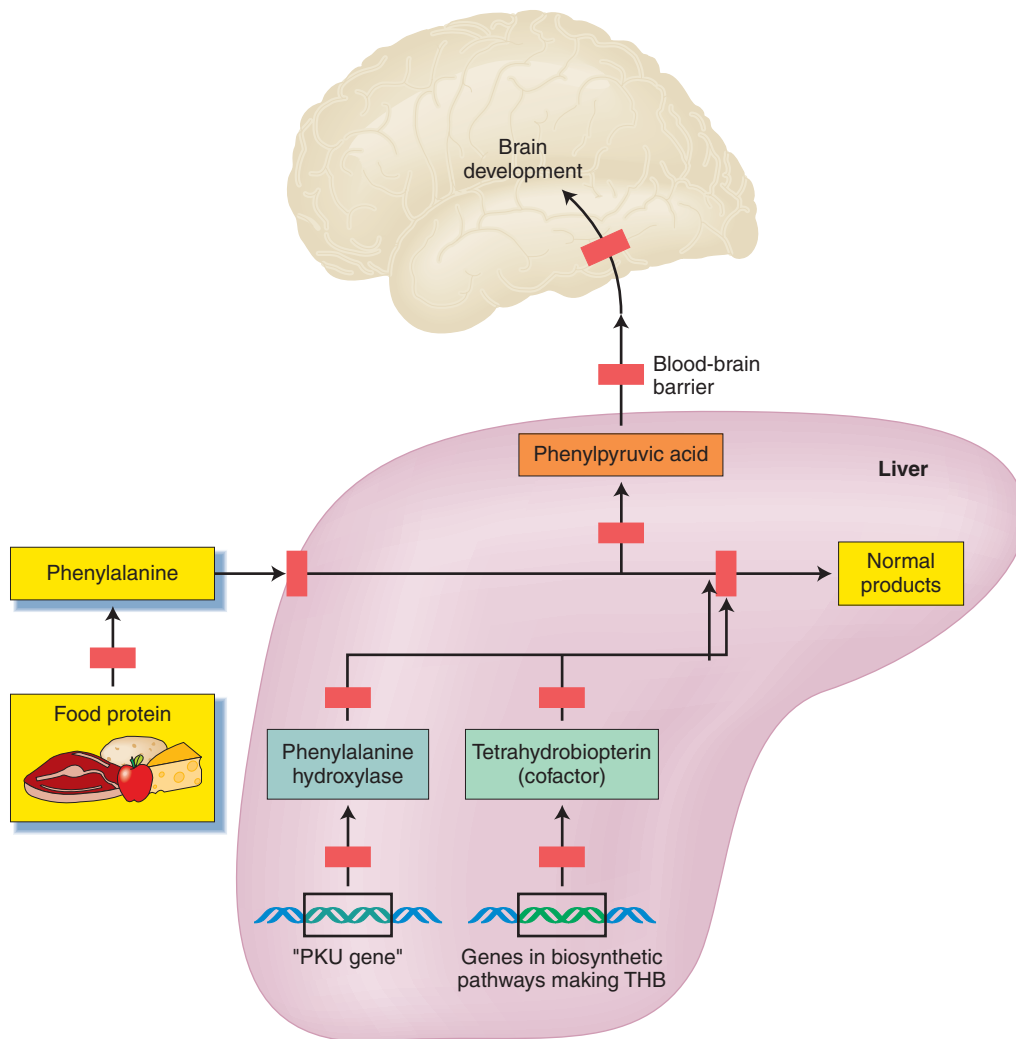 Brain
development
Blood-brain
barrier
Phenylpyruvic acid
Liver
Phenylalanine
Normal
products
Food protein
Phenylalanine
hydroxylase
Tetrahydrobiopterin
(cofactor)
"PKU gene"
Genes in biosynthetic
pathways making THB